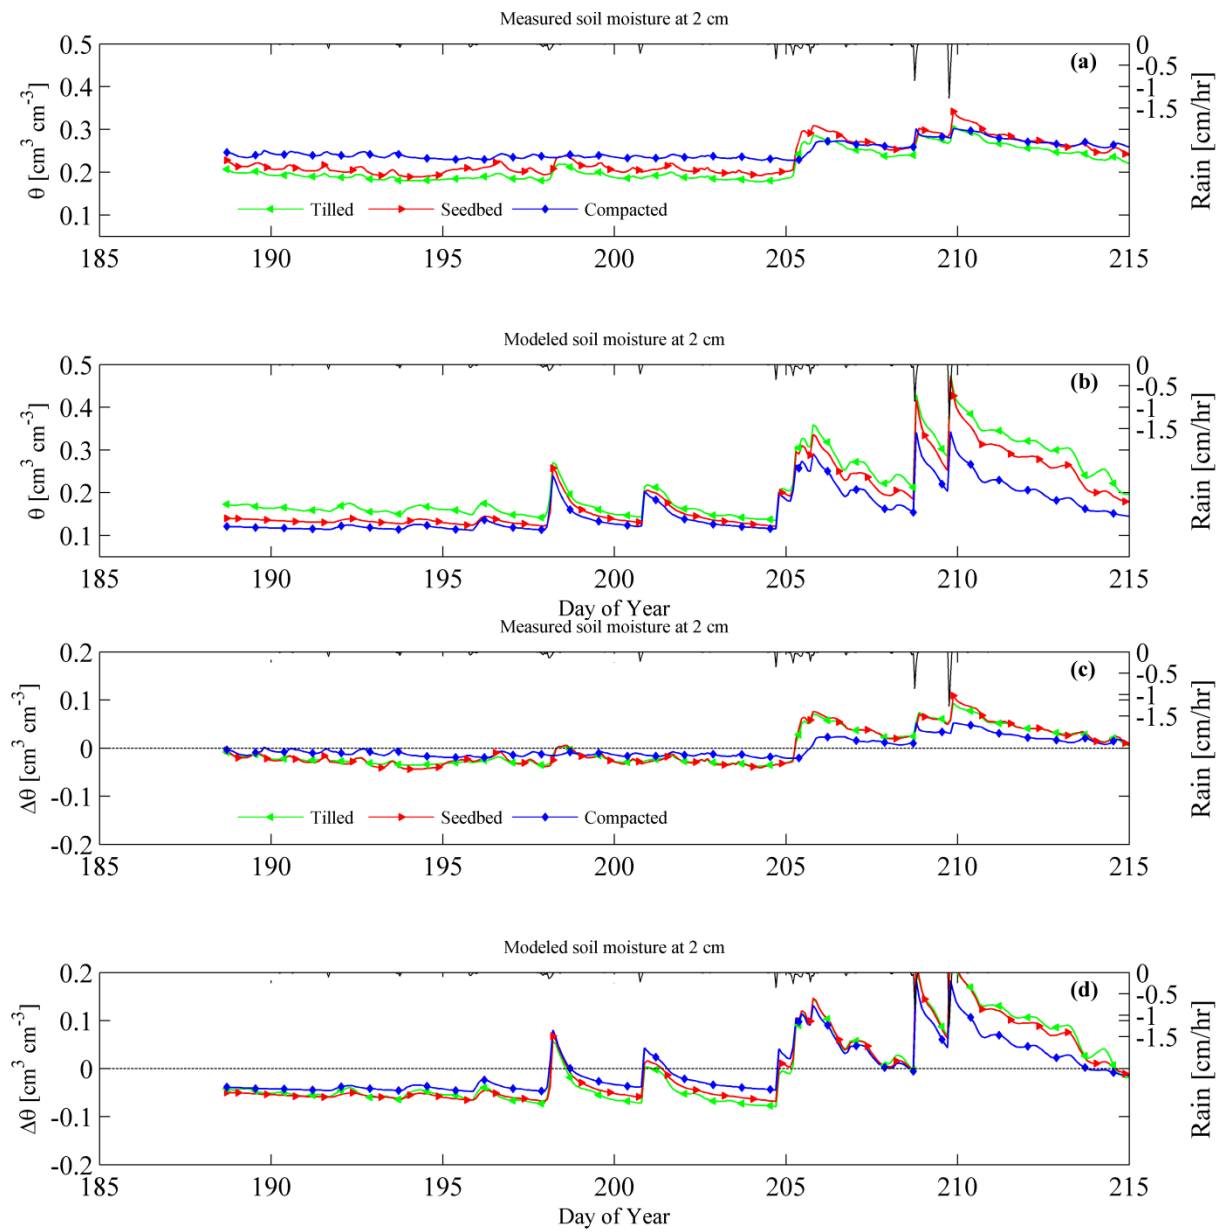 Measured soil moisture at 2 cm
0.5
0.4
0.3
0.2
0.1
θ [cm³ cm⁻³]
(a)
0
-0.5
-1
-1.5
Rain [cm/hr]
Tilled Seedbed Compacted
185 190 195 200 205 210 215
Modeled soil moisture at 2 cm
0.5
0.4
0.3
0.2
0.1
θ [cm³ cm⁻³]
(b)
0
-0.5
-1
-1.5
Rain [cm/hr]
185 190 195 200 205 210 215
Day of Year
Measured soil moisture at 2 cm
0.2
0.1
0
-0.1
-0.2
Δθ [cm³ cm⁻³]
(c)
0
-0.5
-1
-1.5
Rain [cm/hr]
Tilled Seedbed Compacted
185 190 195 200 205 210 215
Modeled soil moisture at 2 cm
0.2
0.1
0
-0.1
-0.2
Δθ [cm³ cm⁻³]
(d)
0
-0.5
-1
-1.5
Rain [cm/hr]
185 190 195 200 205 210 215
Day of Year